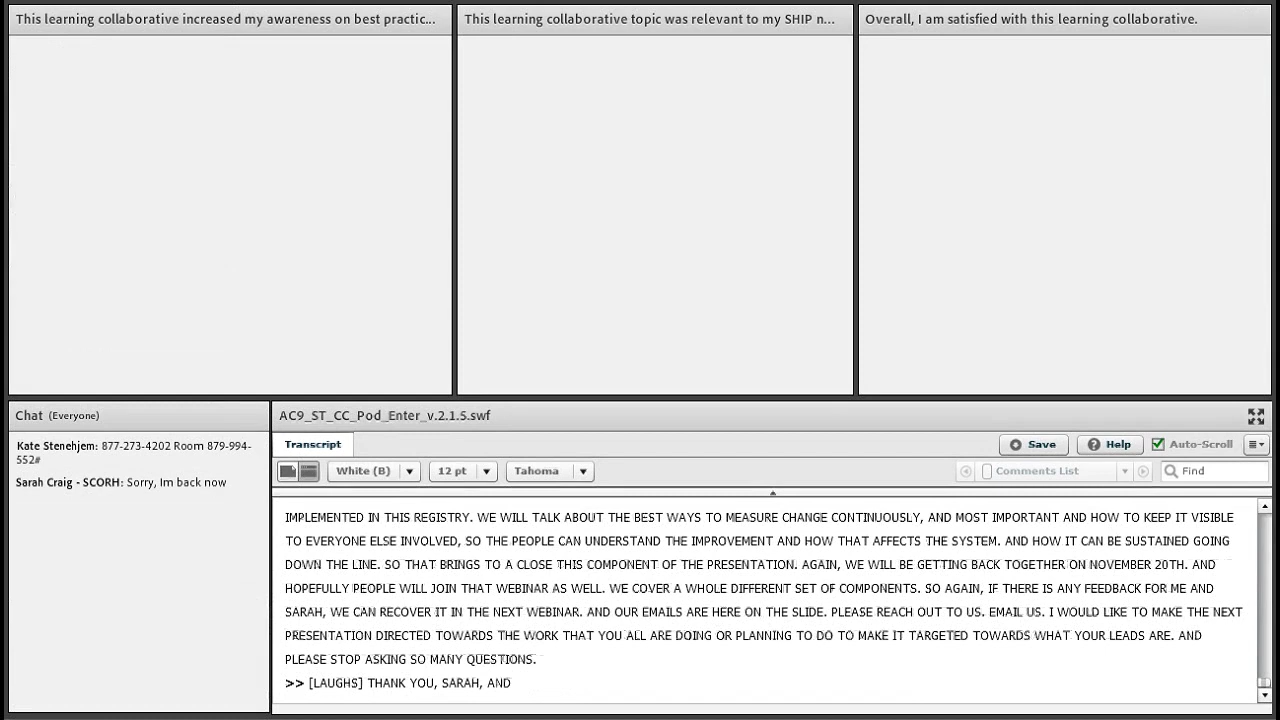 This learning collaborative increased my awareness on best practic...
This learning collaborative topic was relevant to my SHIP n...
Overall, I am satisfied with this learning collaborative.
Chat (Everyone)
Kate Stenehjem: 877-273-4202 Room 879-994-
552#
Sarah Craig - SCORH: Sorry, Im back now
AC9_ST_CC_Pod_Enter_v.2.1.5.swf
Transcript
Save
Help
Auto-Scroll
White (B)
12 pt
Tahoma
Comments List
Find
IMPLEMENTED IN THIS REGISTRY. WE WILL TALK ABOUT THE BEST WAYS TO MEASURE CHANGE CONTINUOUSLY, AND MOST IMPORTANT AND HOW TO KEEP IT VISIBLE
TO EVERYONE ELSE INVOLVED, SO THE PEOPLE CAN UNDERSTAND THE IMPROVEMENT AND HOW THAT AFFECTS THE SYSTEM. AND HOW IT CAN BE SUSTAINED GOING
DOWN THE LINE. SO THAT BRINGS TO A CLOSE THIS COMPONENT OF THE PRESENTATION. AGAIN, WE WILL BE GETTING BACK TOGETHER ON NOVEMBER 20TH. AND
HOPEFULLY PEOPLE WILL JOIN THAT WEBINAR AS WELL. WE COVER A WHOLE DIFFERENT SET OF COMPONENTS. SO AGAIN, IF THERE IS ANY FEEDBACK FOR ME AND
SARAH, WE CAN RECOVER IT IN THE NEXT WEBINAR. AND OUR EMAILS ARE HERE ON THE SLIDE. PLEASE REACH OUT TO US. EMAIL US. I WOULD LIKE TO MAKE THE NEXT
PRESENTATION DIRECTED TOWARDS THE WORK THAT YOU ALL ARE DOING OR PLANNING TO DO TO MAKE IT TARGETED TOWARDS WHAT YOUR LEADS ARE. AND
PLEASE STOP ASKING SO MANY QUESTIONS.
>> [LAUGHS] THANK YOU, SARAH, AND